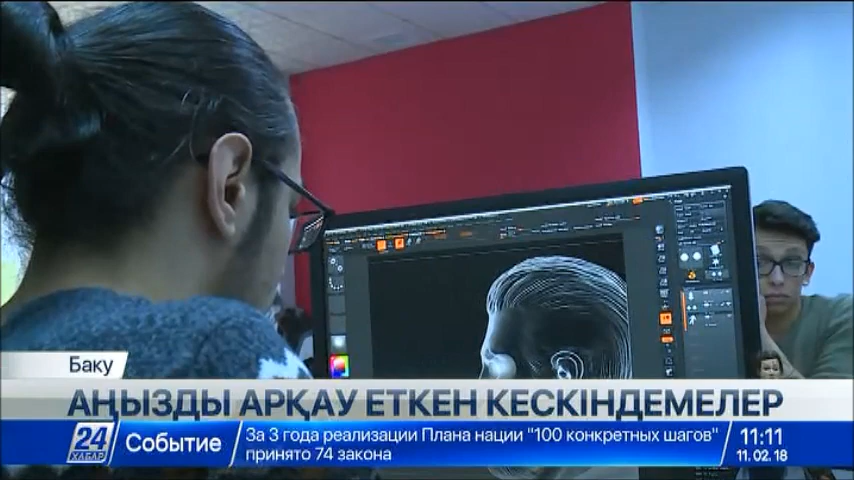 Баку
АҢЫЗДЫ АРҚАУ ЕТКЕН КЕСКІНДЕМЕЛЕР
24
ХАБАР
Событие
За 3 года реализации Плана нации "100 конкретных шагов"
принято 74 закона
11:11
11.02.18